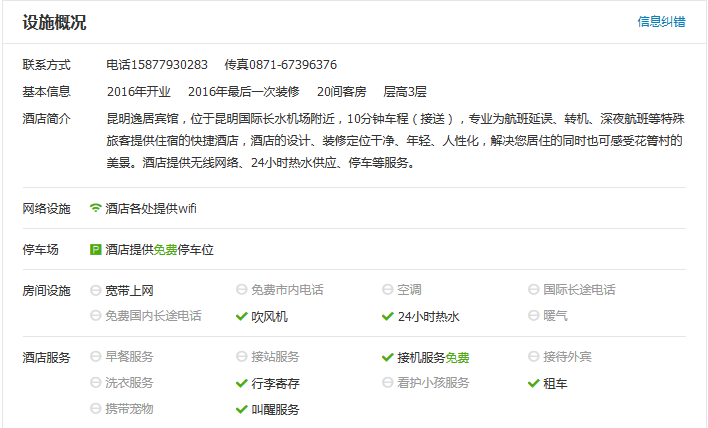 设施概况 信息纠错
联系方式 电话15877930283 传真0871-67396376
基本信息 2016年开业 2016年最后一次装修 20间客房 层高3层
酒店简介 昆明逸居宾馆，位于昆明国际长水机场附近，10分钟车程（接送），专业为航班延误、转机、深夜航班等特殊
旅客提供住宿的快捷酒店，酒店的设计、装修定位干净、年轻、人性化，解决您居住的同时也可感受花箐村的
美景。酒店提供无线网络、24小时热水供应、停车等服务。
网络设施 酒店各处提供wifi
停车场 P 酒店提供免费停车位
房间设施 宽带上网 免费市内电话 空调 国际长途电话
免费国内长途电话 吹风机 24小时热水 暖气
酒店服务 早餐服务 接站服务 接机服务免费 接待外宾
洗衣服务 行李寄存 看护小孩服务 租车
携带宠物 叫醒服务